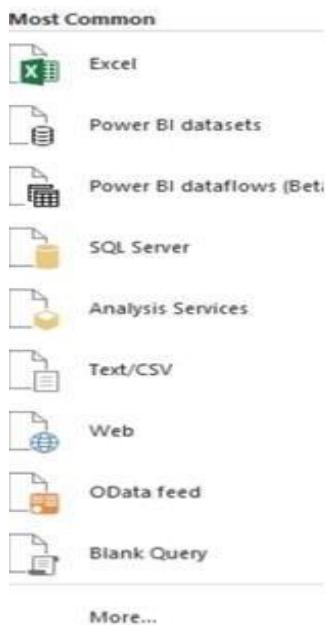 Most Common
Excel
Power BI datasets
Power BI dataflows (Beta
SQL Server
Analysis Services
Text/CSV
Web
OData feed
Blank Query
More...